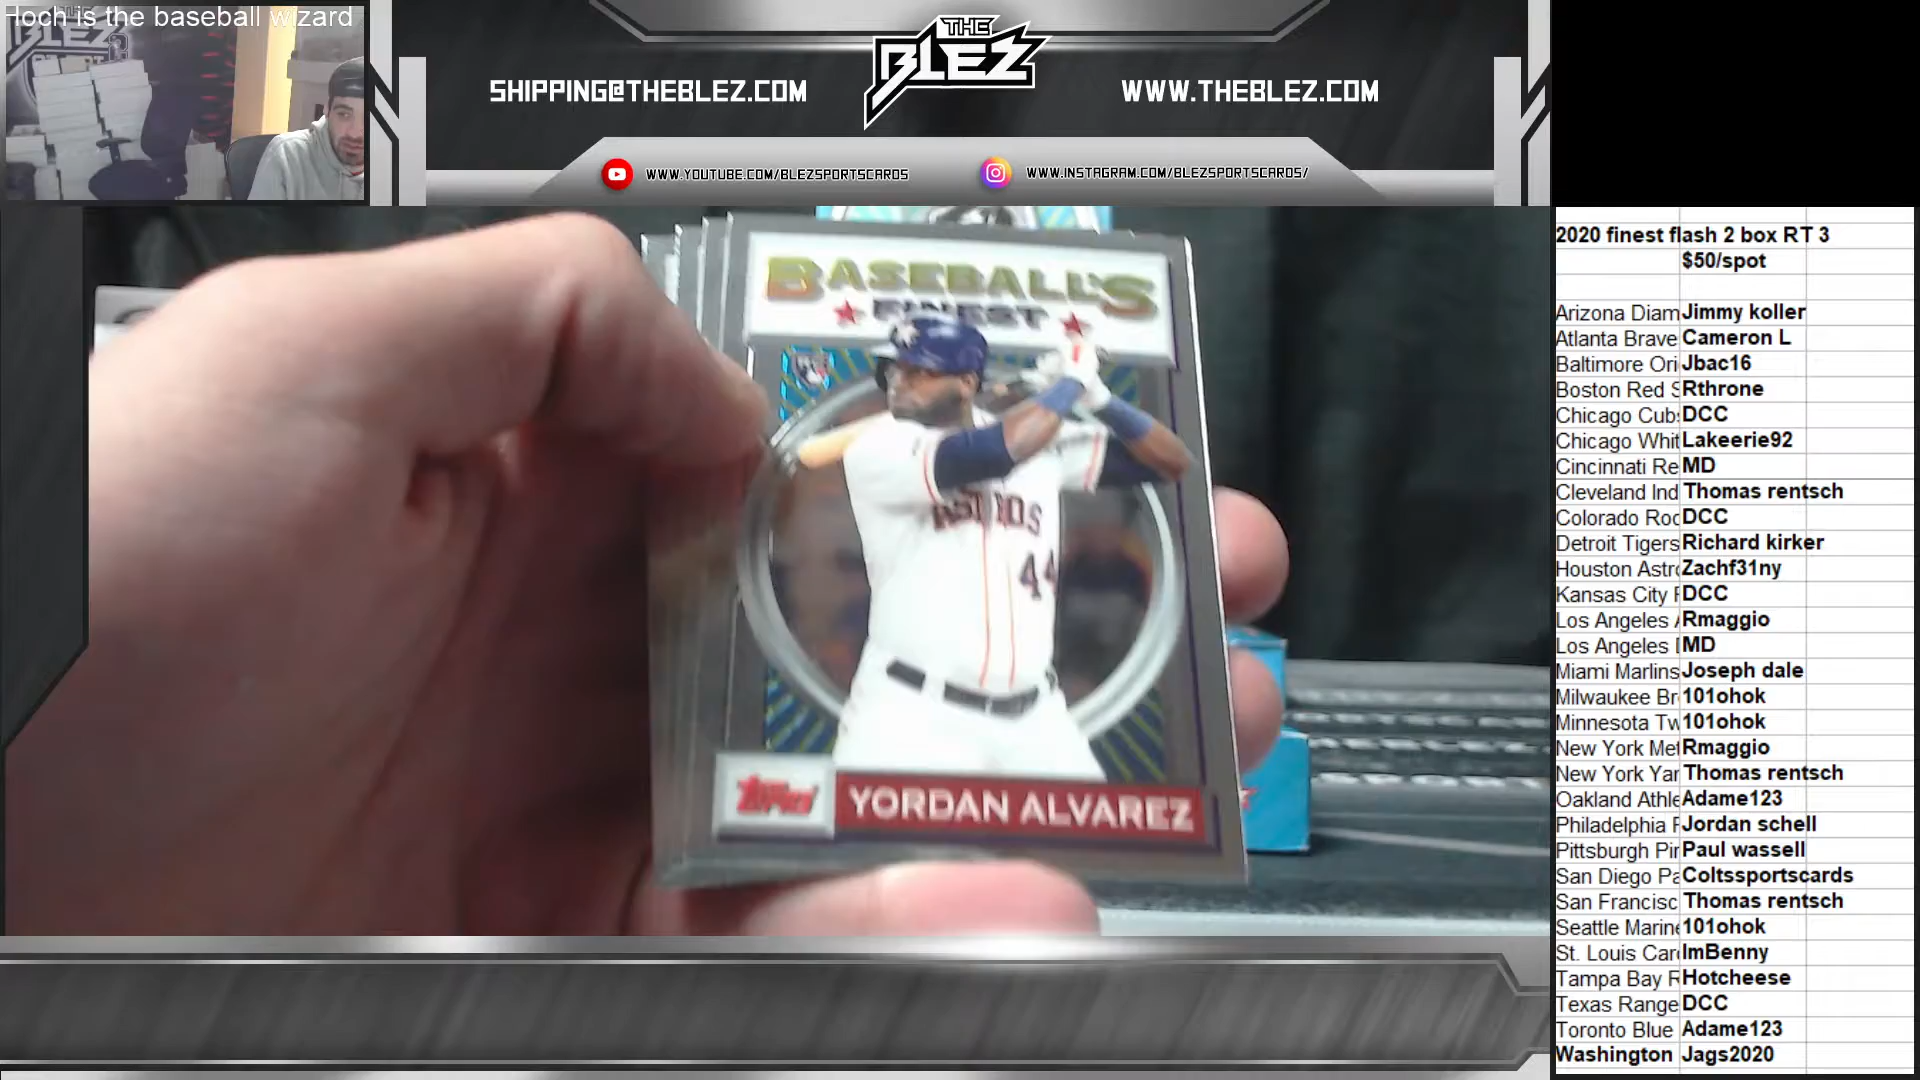 Hoch is the baseball wizard
THE
BLEZ
SHIPPING@THEBLEZ.COM
WWW.THEBLEZ.COM
WWW.YOUTUBE.COM/BLEZSPORTSCARDS
WWW.INSTAGRAM.COM/BLEZSPORTSCARDS/
BASEBALL'S
FINEST
ASTROS
44
TOPPS
YORDAN ALVAREZ
2020 finest flash 2 box RT 3
$50/spot
Arizona Diam Jimmy koller
Atlanta Brave Cameron L
Baltimore Ori Jbac16
Boston Red S Rthrone
Chicago Cub DCC
Chicago Whit Lakeerie92
Cincinnati Re MD
Cleveland Ind Thomas rentsch
Colorado Roc DCC
Detroit Tigers Richard kirker
Houston Astr Zachf31ny
Kansas City DCC
Los Angeles Rmaggio
Los Angeles MD
Miami Marlins Joseph dale
Milwaukee Br 101ohok
Minnesota Tw 101ohok
New York Met Rmaggio
New York Yan Thomas rentsch
Oakland Athle Adame123
Philadelphia Jordan schell
Pittsburgh Pir Paul wassell
San Diego Pa Coltssportscards
San Francisc Thomas rentsch
Seattle Marine 101ohok
St. Louis Car ImBenny
Tampa Bay R Hotcheese
Texas Range DCC
Toronto Blue Adame123
Washington Jags2020